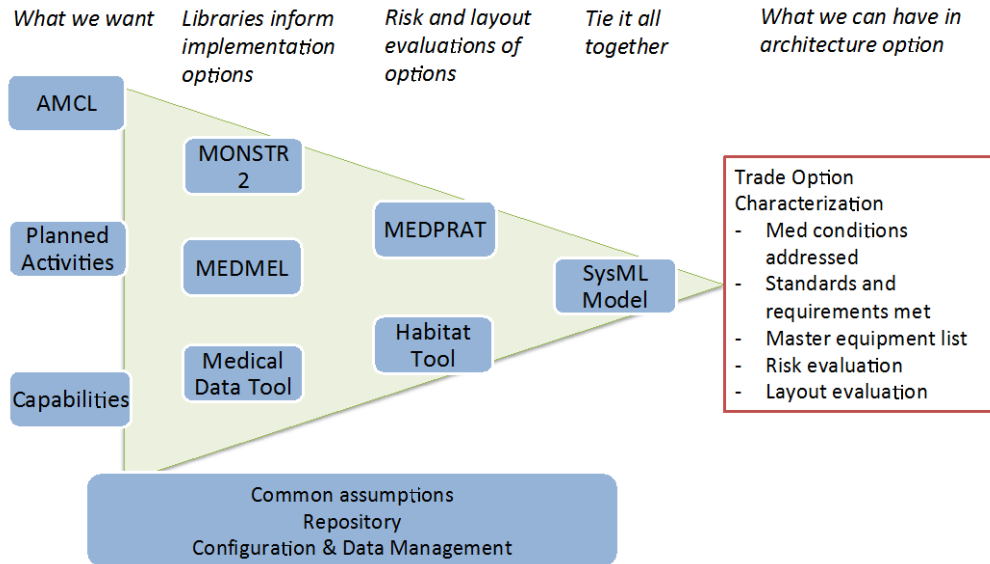 What we want
Libraries inform
implementation
options
Risk and layout
evaluations of
options
Tie it all
together
What we can have in
architecture option
AMCL
Planned
Activities
Capabilities
MONSTR
2
MEDMEL
Medical
Data Tool
MEDPRAT
Habitat
Tool
SysML
Model
Trade Option
Characterization
- Med conditions
addressed
- Standards and
requirements met
- Master equipment list
- Risk evaluation
- Layout evaluation
Common assumptions
Repository
Configuration & Data Management